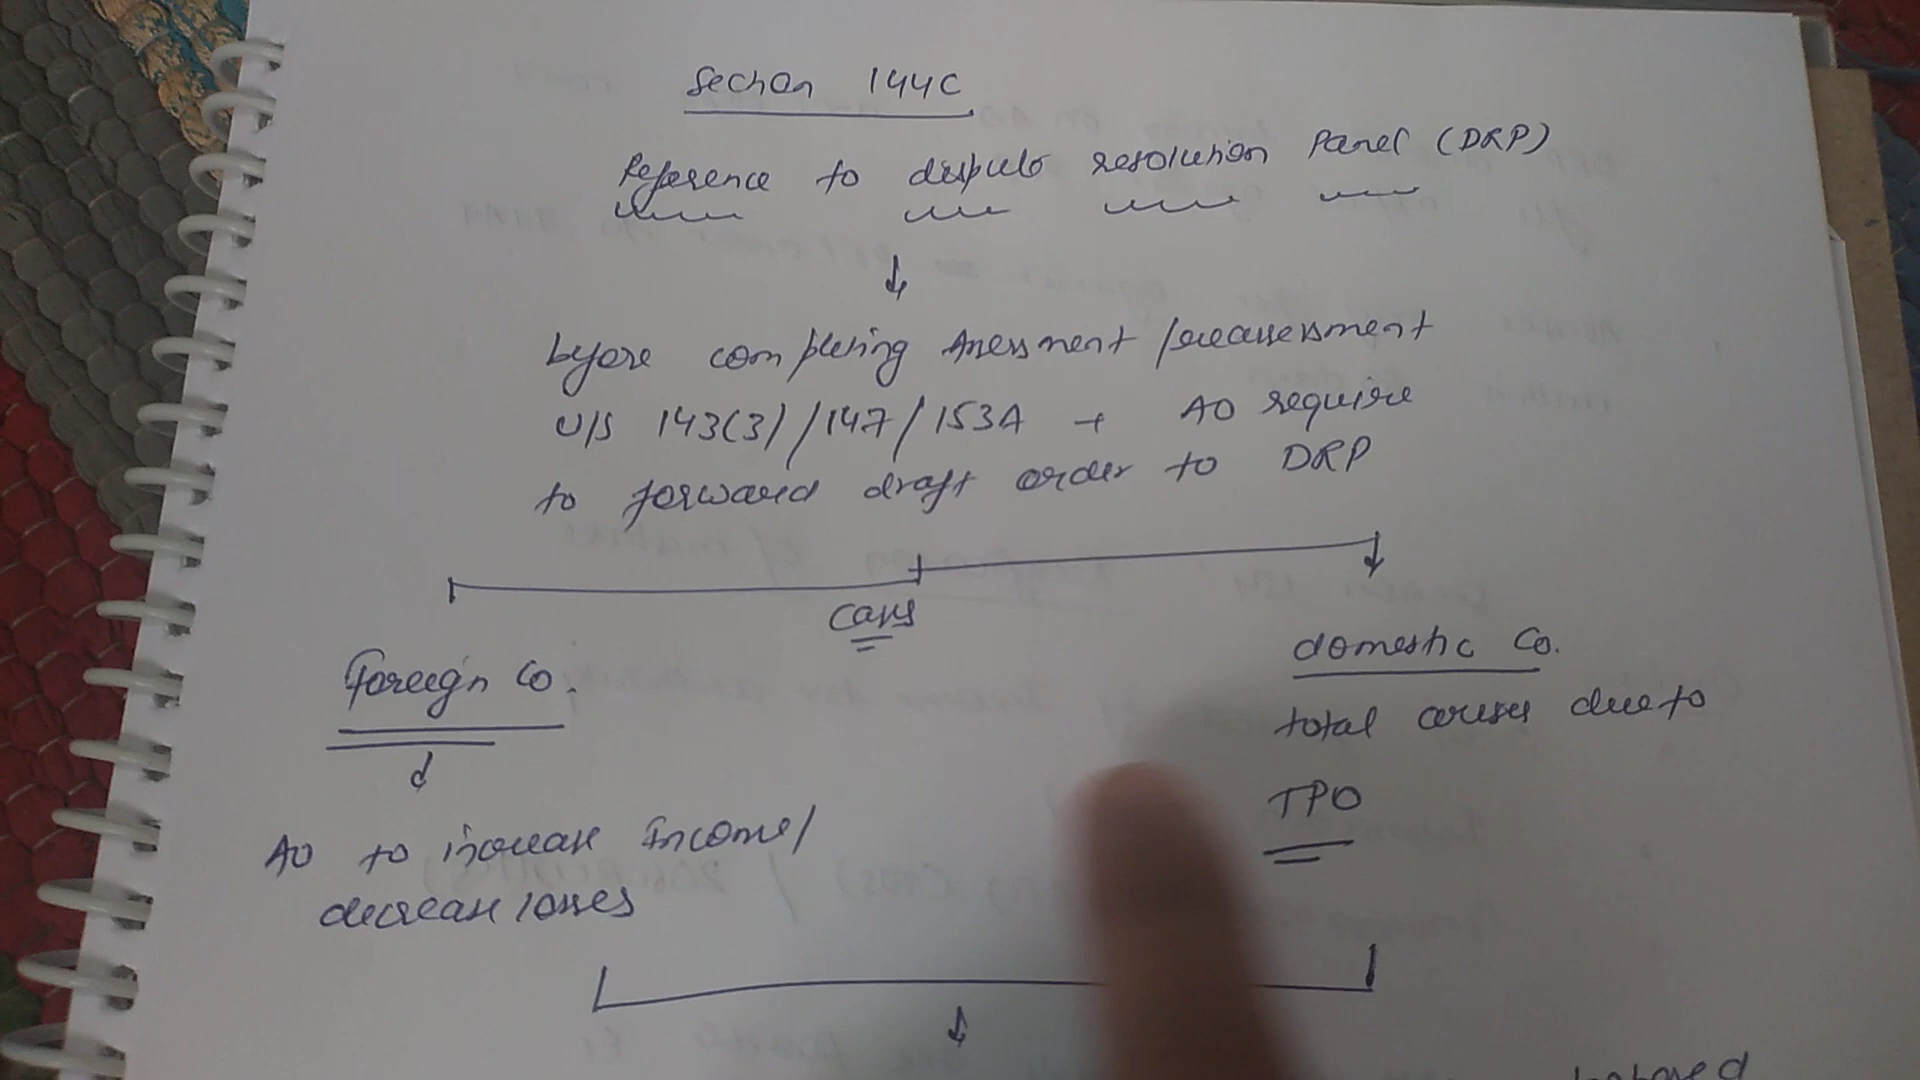 Section 144C
Reference to dispute resolution Panel (DRP)
before completing Assessment / reassessment
U/S 143(3) / 147 / 153A + AO require
to forward draft order to DRP
Cases
Foreign Co.
domestic Co.
total arises due to
TPO
AO to increase Income/
decrease losses